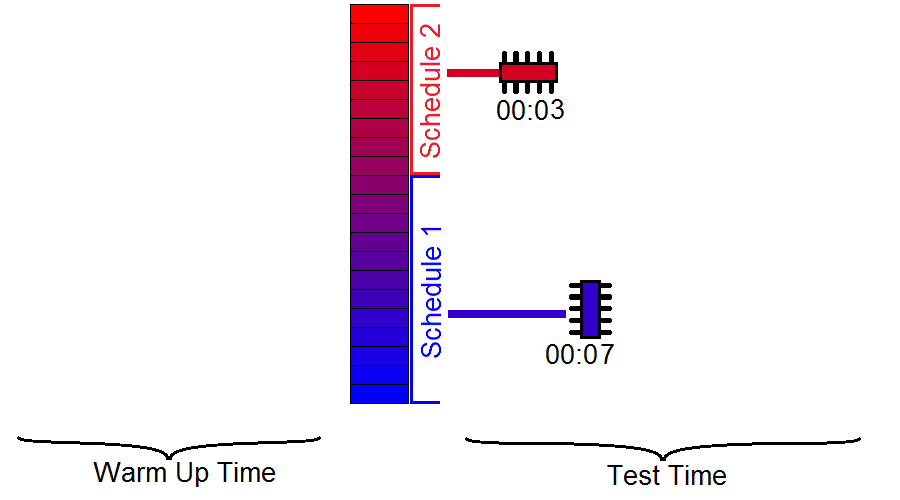 Schedule 2
00:03
Schedule 1
00:07
Warm Up Time
Test Time